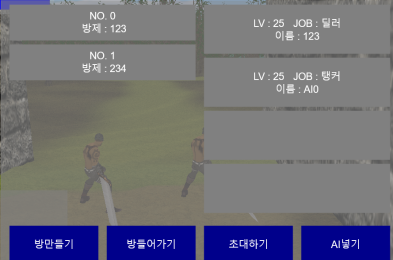 NO. 0
방제 : 123
NO. 1
방제 : 234
LV : 25 JOB : 딜러
이름 : 123
LV : 25 JOB : 탱커
이름 : AI0
방만들기
방들어가기
초대하기
AI넣기